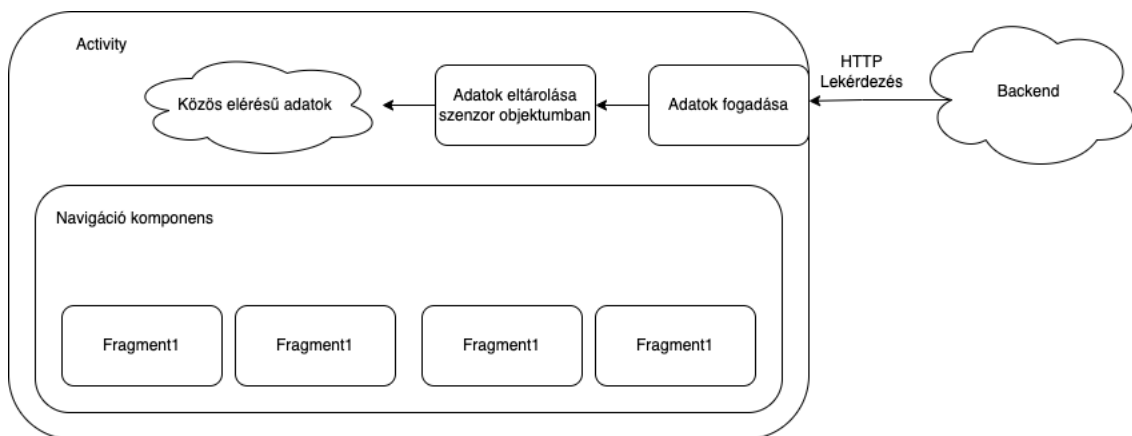 Activity
Közös elérésű adatok
Adatok eltárolása
szenzor objektumban
Adatok fogadása
HTTP
Lekérdezés
Backend
Navigáció komponens
Fragment1
Fragment1
Fragment1
Fragment1